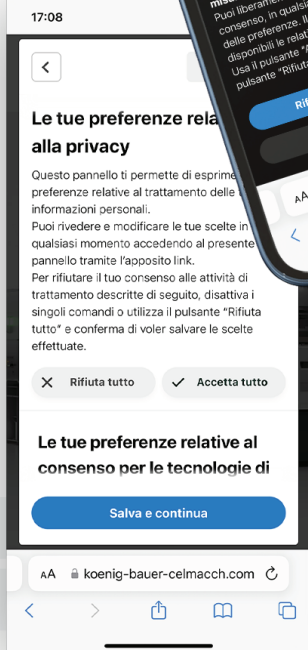 17:08
Le tue preferenze rela
alla privacy
Questo pannello ti permette di esprime
preferenze relative al trattamento delle
informazioni personali.
Puoi rivedere e modificare le tue scelte in
qualsiasi momento accedendo al presente
pannello tramite l'apposito link.
Per rifiutare il tuo consenso alle attività di
trattamento descritte di seguito, disattiva i
singoli comandi o utilizza il pulsante "Rifiuta
tutto" e conferma di voler salvare le scelte
effettuate.
Rifiuta tutto
Accetta tutto
Le tue preferenze relative al
consenso per le tecnologie di
Salva e continua
AA koenig-bauer-celmacch.com
Puoi liberamen
consenso, in qualsia
delle preferenze. Il
disponibili le relat
Usa il pulsante "A
pulsante "Rifiuta
Rif
AA